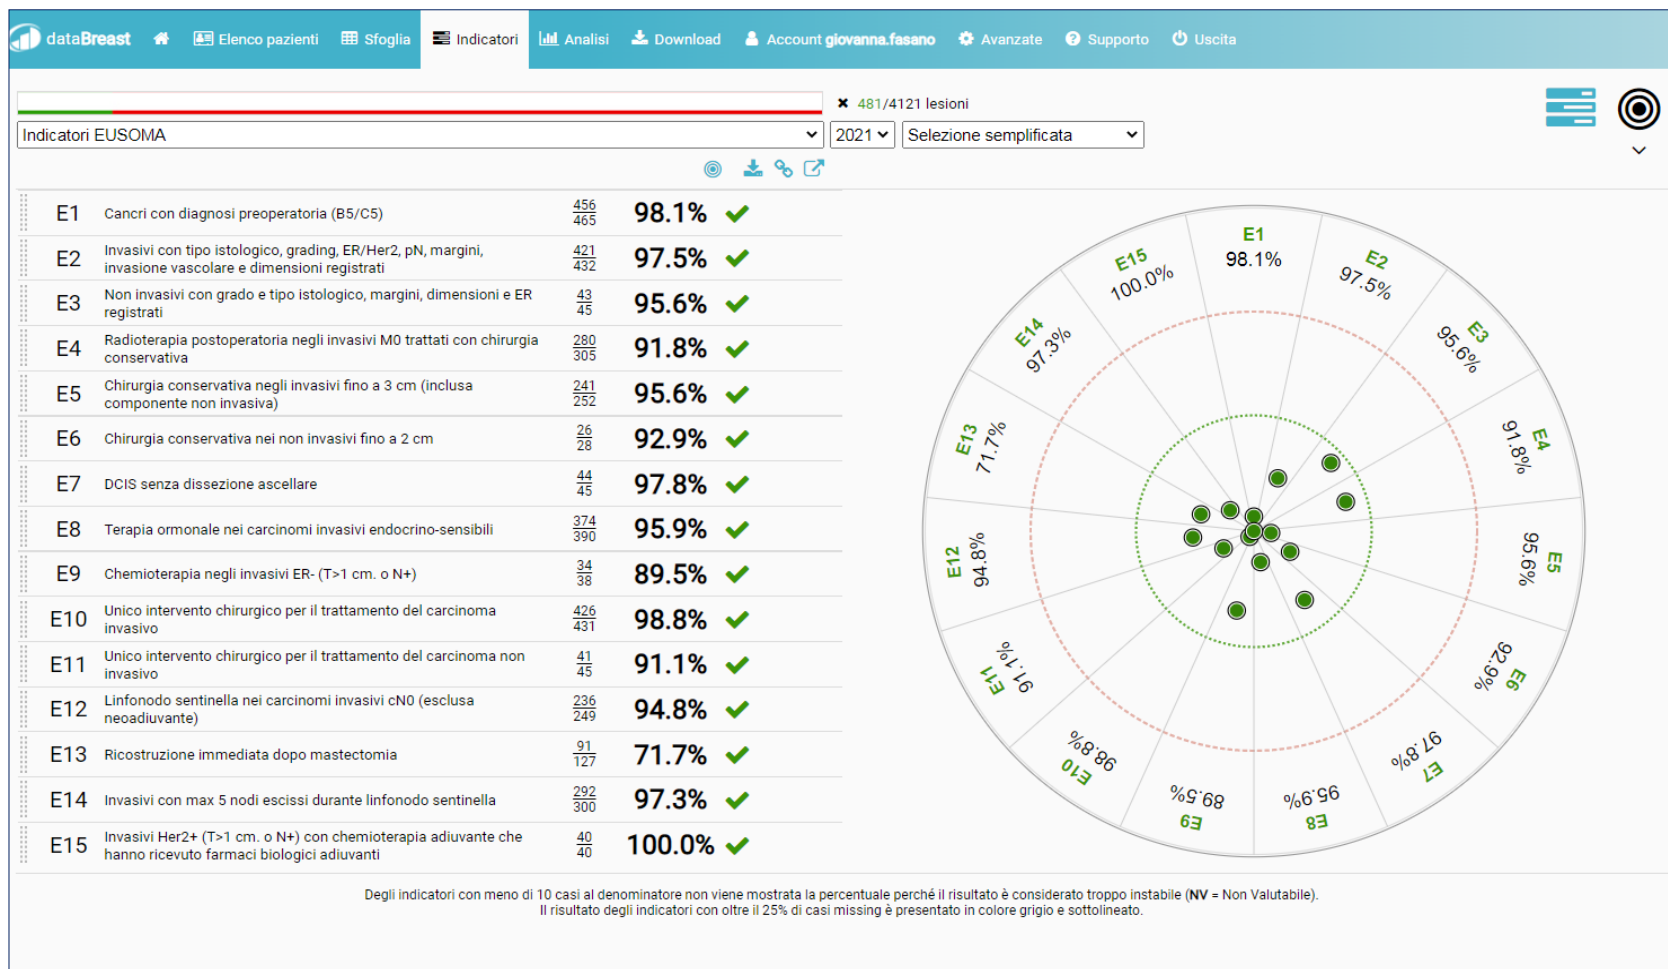 dataBreast Elenco pazienti Sfoglia Indicatori Analisi Download Account giovanna.fasano Avanzate Supporto Uscita
481/4121 lesioni
Indicatori EUSOMA 2021 Selezione semplificata
E1 Cancri con diagnosi preoperatoria (B5/C5) 456/465 98.1%
E2 Invasivi con tipo istologico, grading, ER/Her2, pN, margini,
invasione vascolare e dimensioni registrati 421/432 97.5%
E3 Non invasivi con grado e tipo istologico, margini, dimensioni e ER
registrati 43/45 95.6%
E4 Radioterapia postoperatoria negli invasivi M0 trattati con chirurgia
conservativa 280/305 91.8%
E5 Chirurgia conservativa negli invasivi fino a 3 cm (inclusa
componente non invasiva) 241/252 95.6%
E6 Chirurgia conservativa nei non invasivi fino a 2 cm 26/28 92.9%
E7 DCIS senza dissezione ascellare 44/45 97.8%
E8 Terapia ormonale nei carcinomi invasivi endocrino-sensibili 374/390 95.9%
E9 Chemioterapia negli invasivi ER- (T>1 cm. o N+) 34/38 89.5%
E10 Unico intervento chirurgico per il trattamento del carcinoma
invasivo 426/431 98.8%
E11 Unico intervento chirurgico per il trattamento del carcinoma non
invasivo 41/45 91.1%
E12 Linfonodo sentinella nei carcinomi invasivi cN0 (esclusa
neoadiuvante) 236/249 94.8%
E13 Ricostruzione immediata dopo mastectomia 91/127 71.7%
E14 Invasivi con max 5 nodi escissi durante linfonodo sentinella 292/300 97.3%
E15 Invasivi Her2+ (T>1 cm. o N+) con chemioterapia adiuvante che
hanno ricevuto farmaci biologici adiuvanti 40/40 100.0%
E1
98.1%
E2
97.5%
E3
95.6%
E4
91.8%
E5
95.6%
E6
92.9%
E7
97.8%
E8
95.9%
E9
89.5%
E10
98.8%
E11
91.1%
E12
94.8%
E13
71.7%
E14
97.3%
E15
100.0%
Degli indicatori con meno di 10 casi al denominatore non viene mostrata la percentuale perché il risultato è considerato troppo instabile (NV = Non Valutabile).
Il risultato degli indicatori con oltre il 25% di casi missing è presentato in colore grigio e sottolineato.